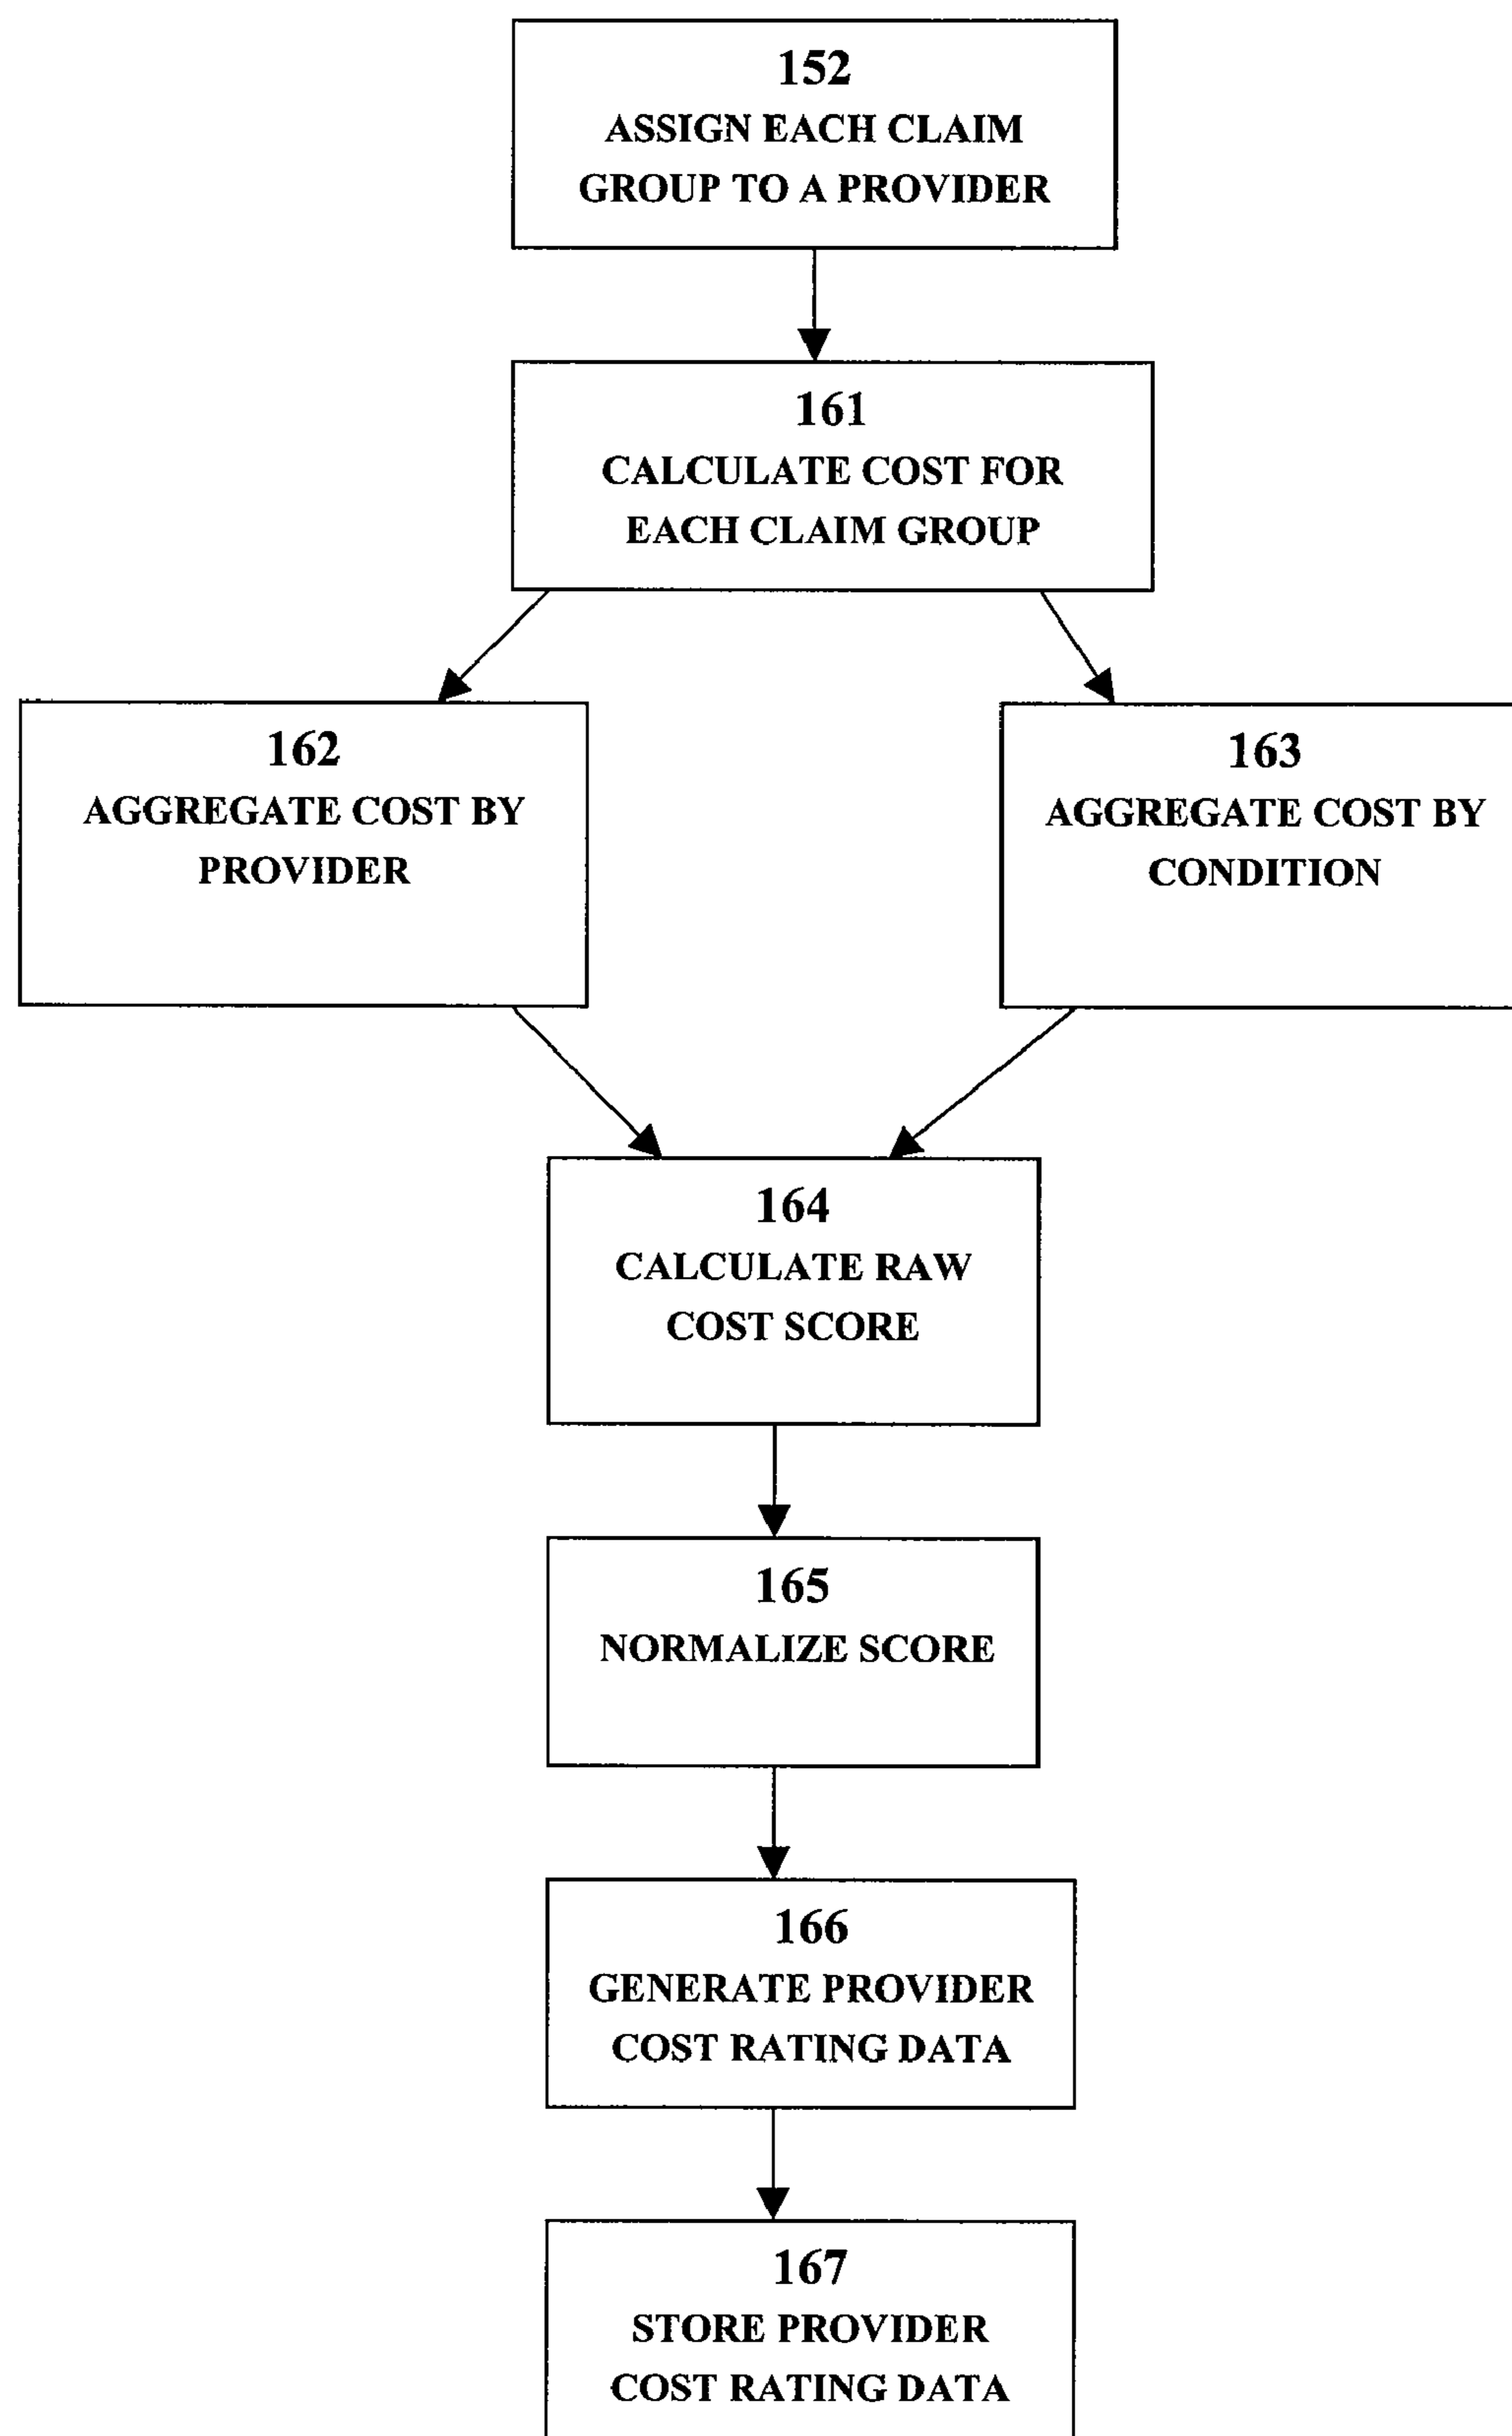 152
ASSIGN EACH CLAIM
GROUP TO A PROVIDER
161
CALCULATE COST FOR
EACH CLAIM GROUP
162
AGGREGATE COST BY
PROVIDER
163
AGGREGATE COST BY
CONDITION
164
CALCULATE RAW
COST SCORE
165
NORMALIZE SCORE
166
GENERATE PROVIDER
COST RATING DATA
167
STORE PROVIDER
COST RATING DATA